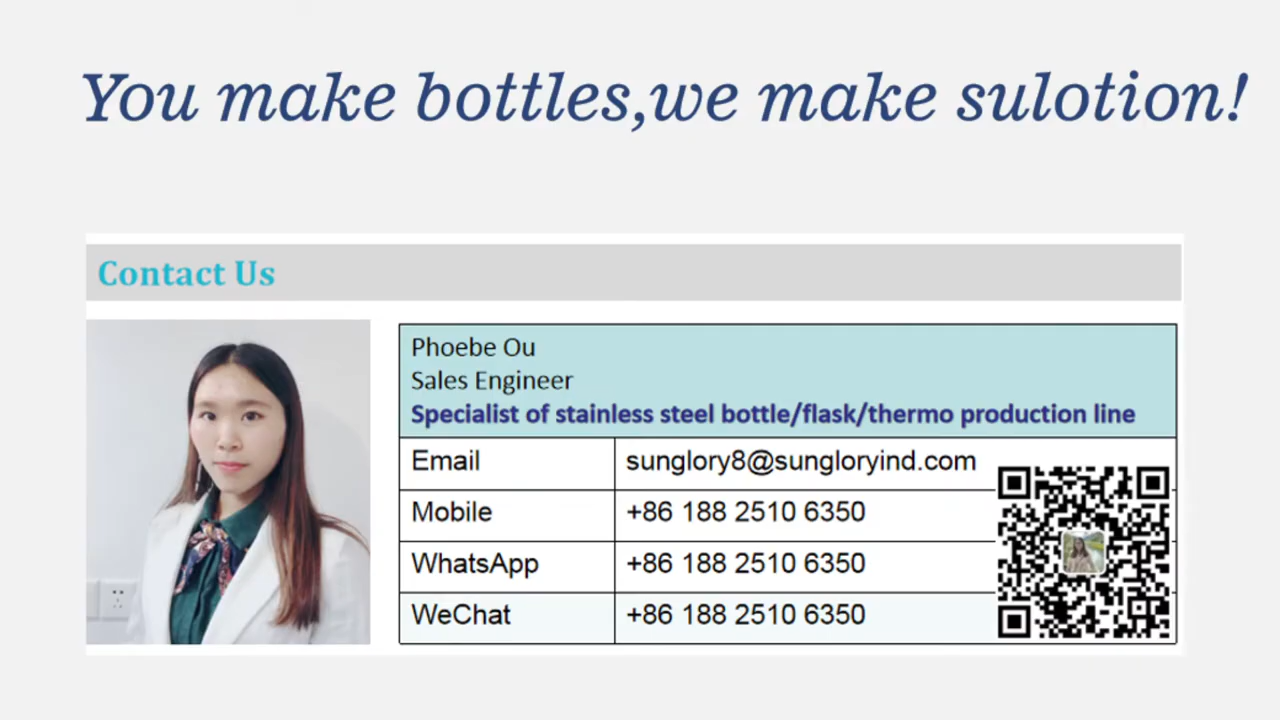 You make bottles,we make sulotion!
Contact Us
Phoebe Ou
Sales Engineer
Specialist of stainless steel bottle/flask/thermo production line
Email sunglory8@sungloryind.com
Mobile +86 188 2510 6350
WhatsApp +86 188 2510 6350
WeChat +86 188 2510 6350